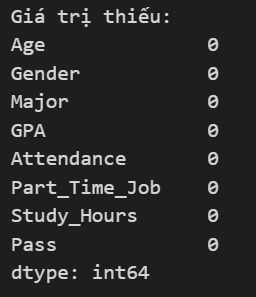 Giá trị thiếu:
Age 0
Gender 0
Major 0
GPA 0
Attendance 0
Part_Time_Job 0
Study_Hours 0
Pass 0
dtype: int64